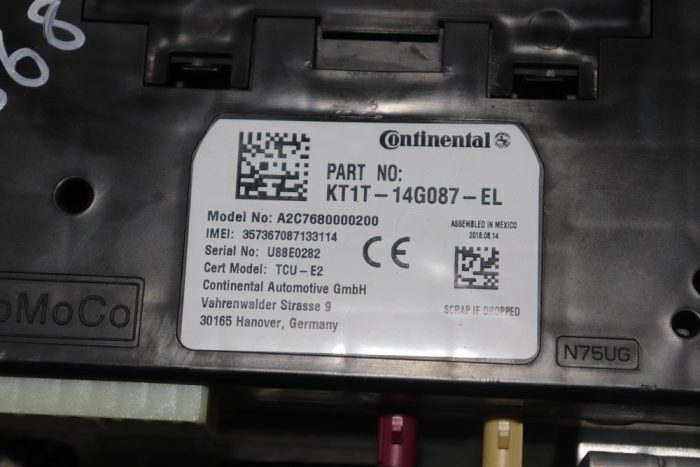 68
Continental
PART NO:
KT1T-14G087-EL
Model No: A2C7680000200
IMEI: 357367087133114
Serial No: U88E0282
Cert Model: TCU-E2
Continental Automotive GmbH
Vahrenwalder Strasse 9
30165 Hanover, Germany
CE
ASSEMBLED IN MEXICO
2018.08.14
SCRAP IF DROPPED
oMoCo
N75UG